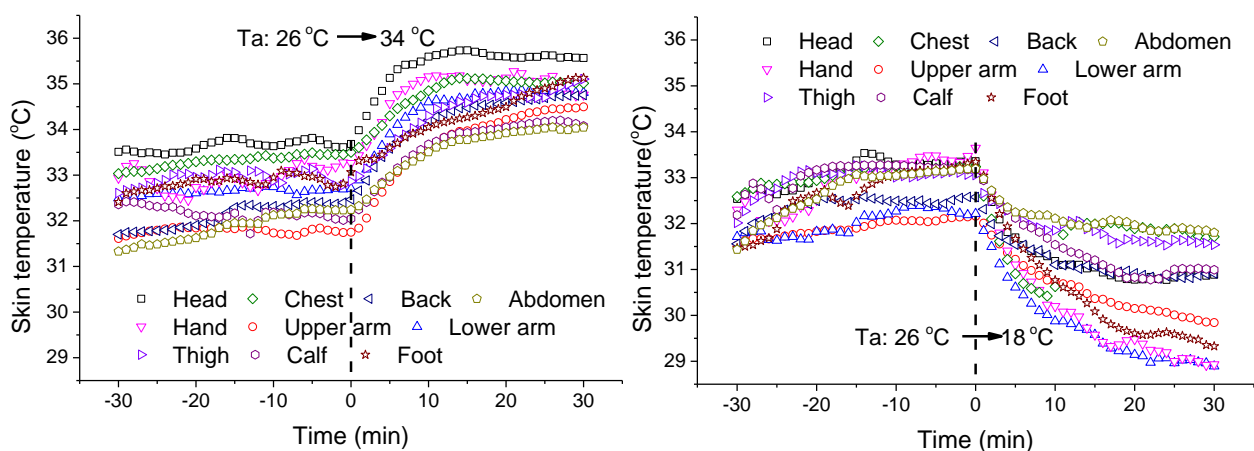 Skin temperature (°C)
36
35
34
33
32
31
30
29
28
Ta: 26 °C 34 °C
Head Chest Back Abdomen
Hand Upper arm Lower arm
Thigh Calf Foot
-30 -20 -10 0 10 20 30
Time (min)
Skin temperature(°C)
36
35
34
33
32
31
30
29
Head Chest Back Abdomen
Hand Upper arm Lower arm
Thigh Calf Foot
Ta: 26 °C 18 °C
-30 -20 -10 0 10 20 30
Time (min)